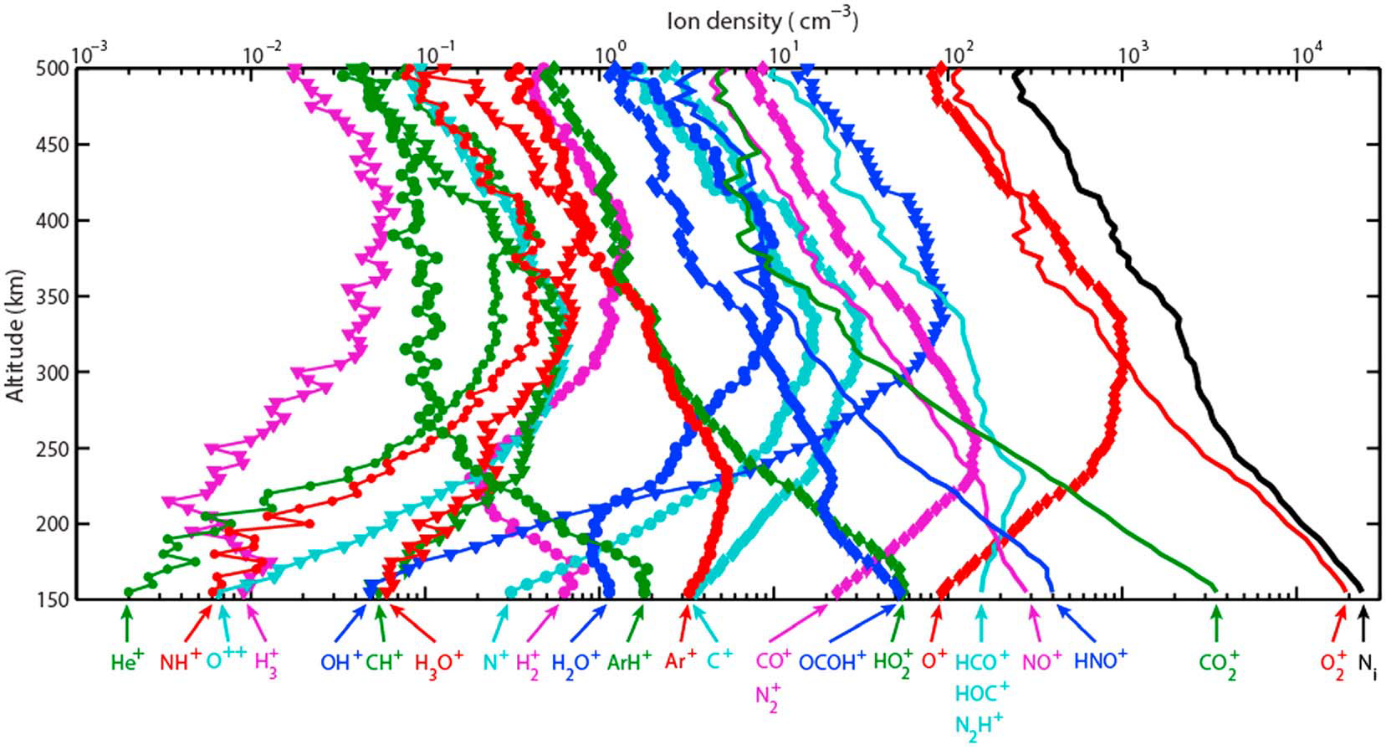 Ion density ( cm⁻³)
10⁻³ 10⁻² 10⁻¹ 10⁰ 10¹ 10² 10³ 10⁴
Altitude (km)
500
450
400
350
300
250
200
150
He⁺ NH⁺ O⁺⁺ H₃⁺ OH⁺ CH⁺ H₃O⁺ N⁺ H₂⁺ H₂O⁺ ArH⁺ Ar⁺ C⁺ CO⁺ OCOH⁺ HO₂⁺ O⁺ HCO⁺ NO⁺ HNO⁺ CO₂⁺ O₂⁺ Nᵢ
N₂⁺ HOC⁺
N₂H⁺